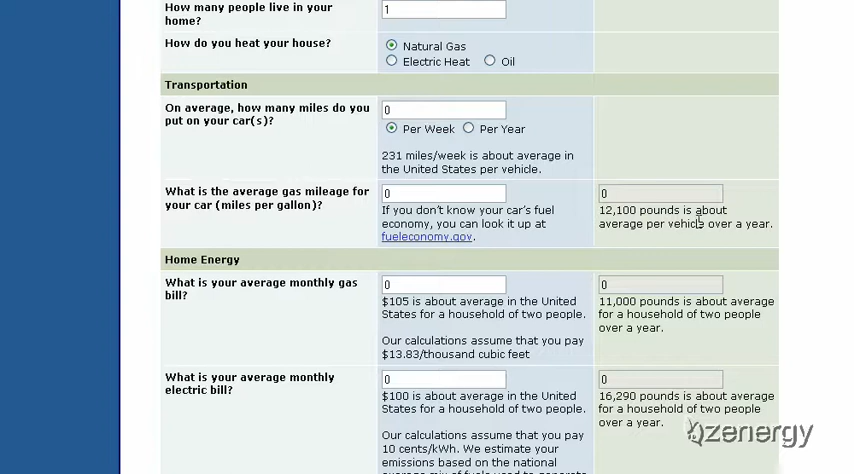 How many people live in your
home?
1
How do you heat your house?
Natural Gas
Electric Heat
Oil
Transportation
On average, how many miles do you
put on your car(s)?
0
Per Week
Per Year
231 miles/week is about average in
the United States per vehicle.
What is the average gas mileage for
your car (miles per gallon)?
0
If you don't know your car's fuel
economy, you can look it up at
fueleconomy.gov.
0
12,100 pounds is about
average per vehicle over a year.
Home Energy
What is your average monthly gas
bill?
0
$105 is about average in the United
States for a household of two people.
Our calculations assume that you pay
$13.83/thousand cubic feet
0
11,000 pounds is about average
for a household of two people
over a year.
What is your average monthly
electric bill?
0
$100 is about average in the United
States for a household of two people.
Our calculations assume that you pay
10 cents/kWh. We estimate your
emissions based on the national
0
16,290 pounds is about average
for a household of two people
over a year.
zenergy